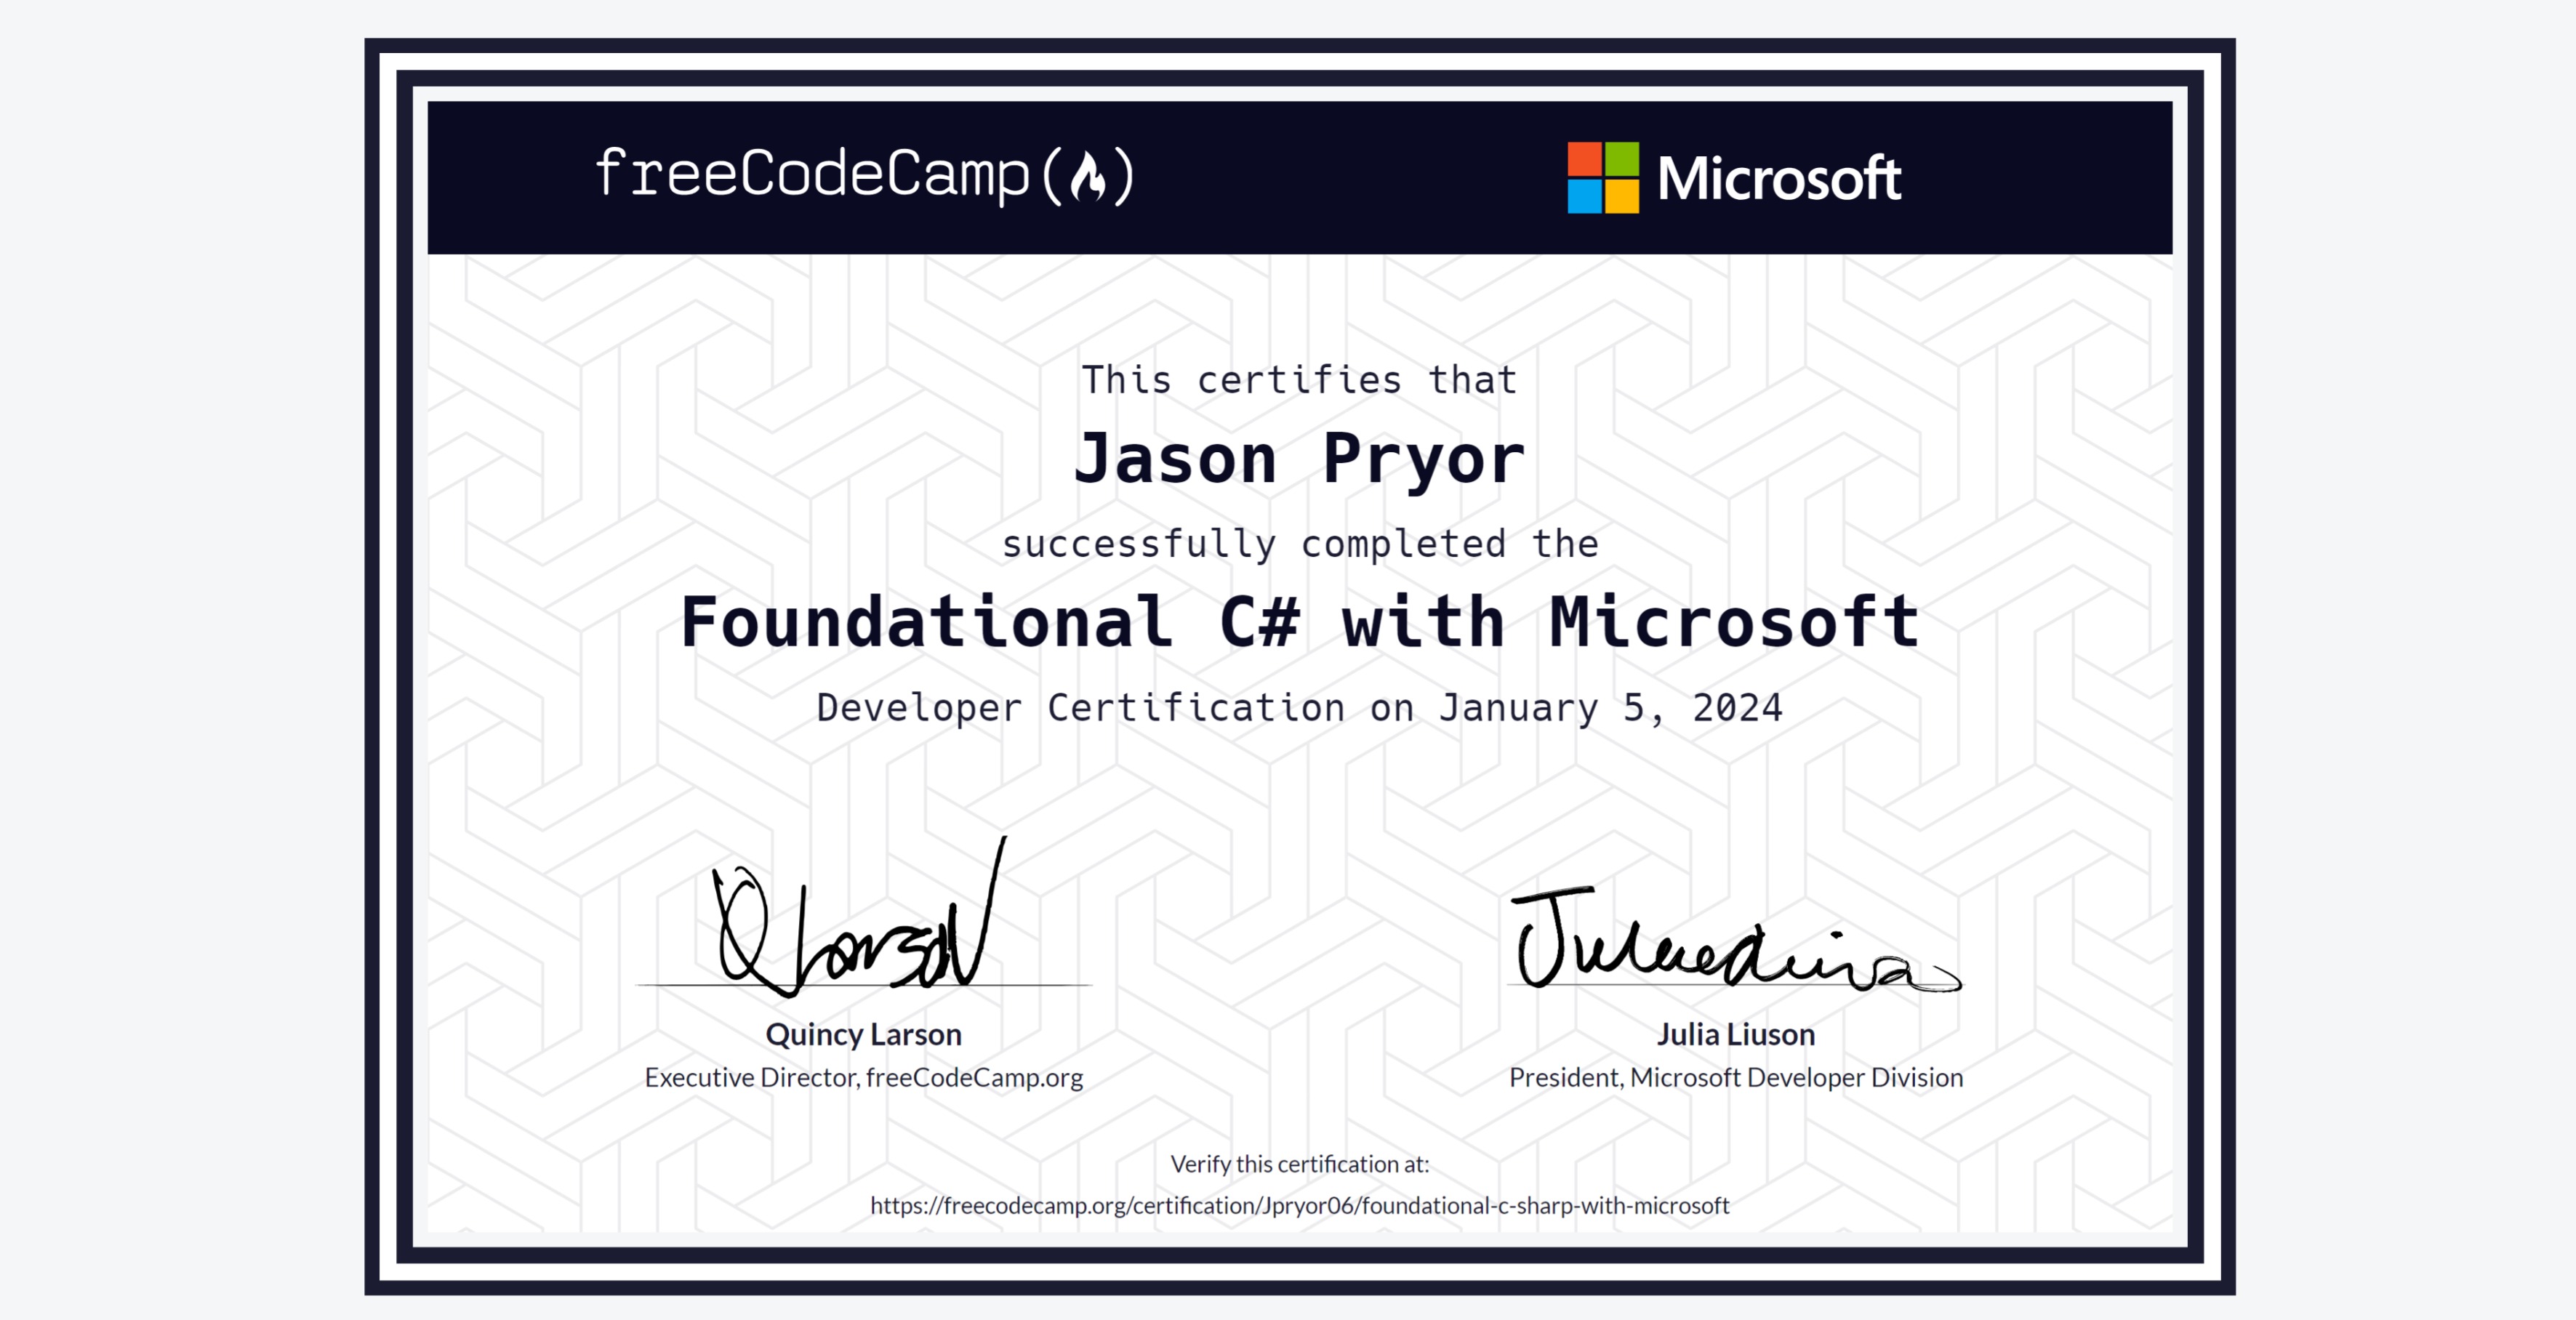 freeCodeCamp(🔥)
Microsoft
This certifies that
Jason Pryor
successfully completed the
Foundational C# with Microsoft
Developer Certification on January 5, 2024
QLarson
Quincy Larson
Executive Director, freeCodeCamp.org
Julia Liuson
President, Microsoft Developer Division
Verify this certification at:
https://freecodecamp.org/certification/Jpryor06/foundational-c-sharp-with-microsoft